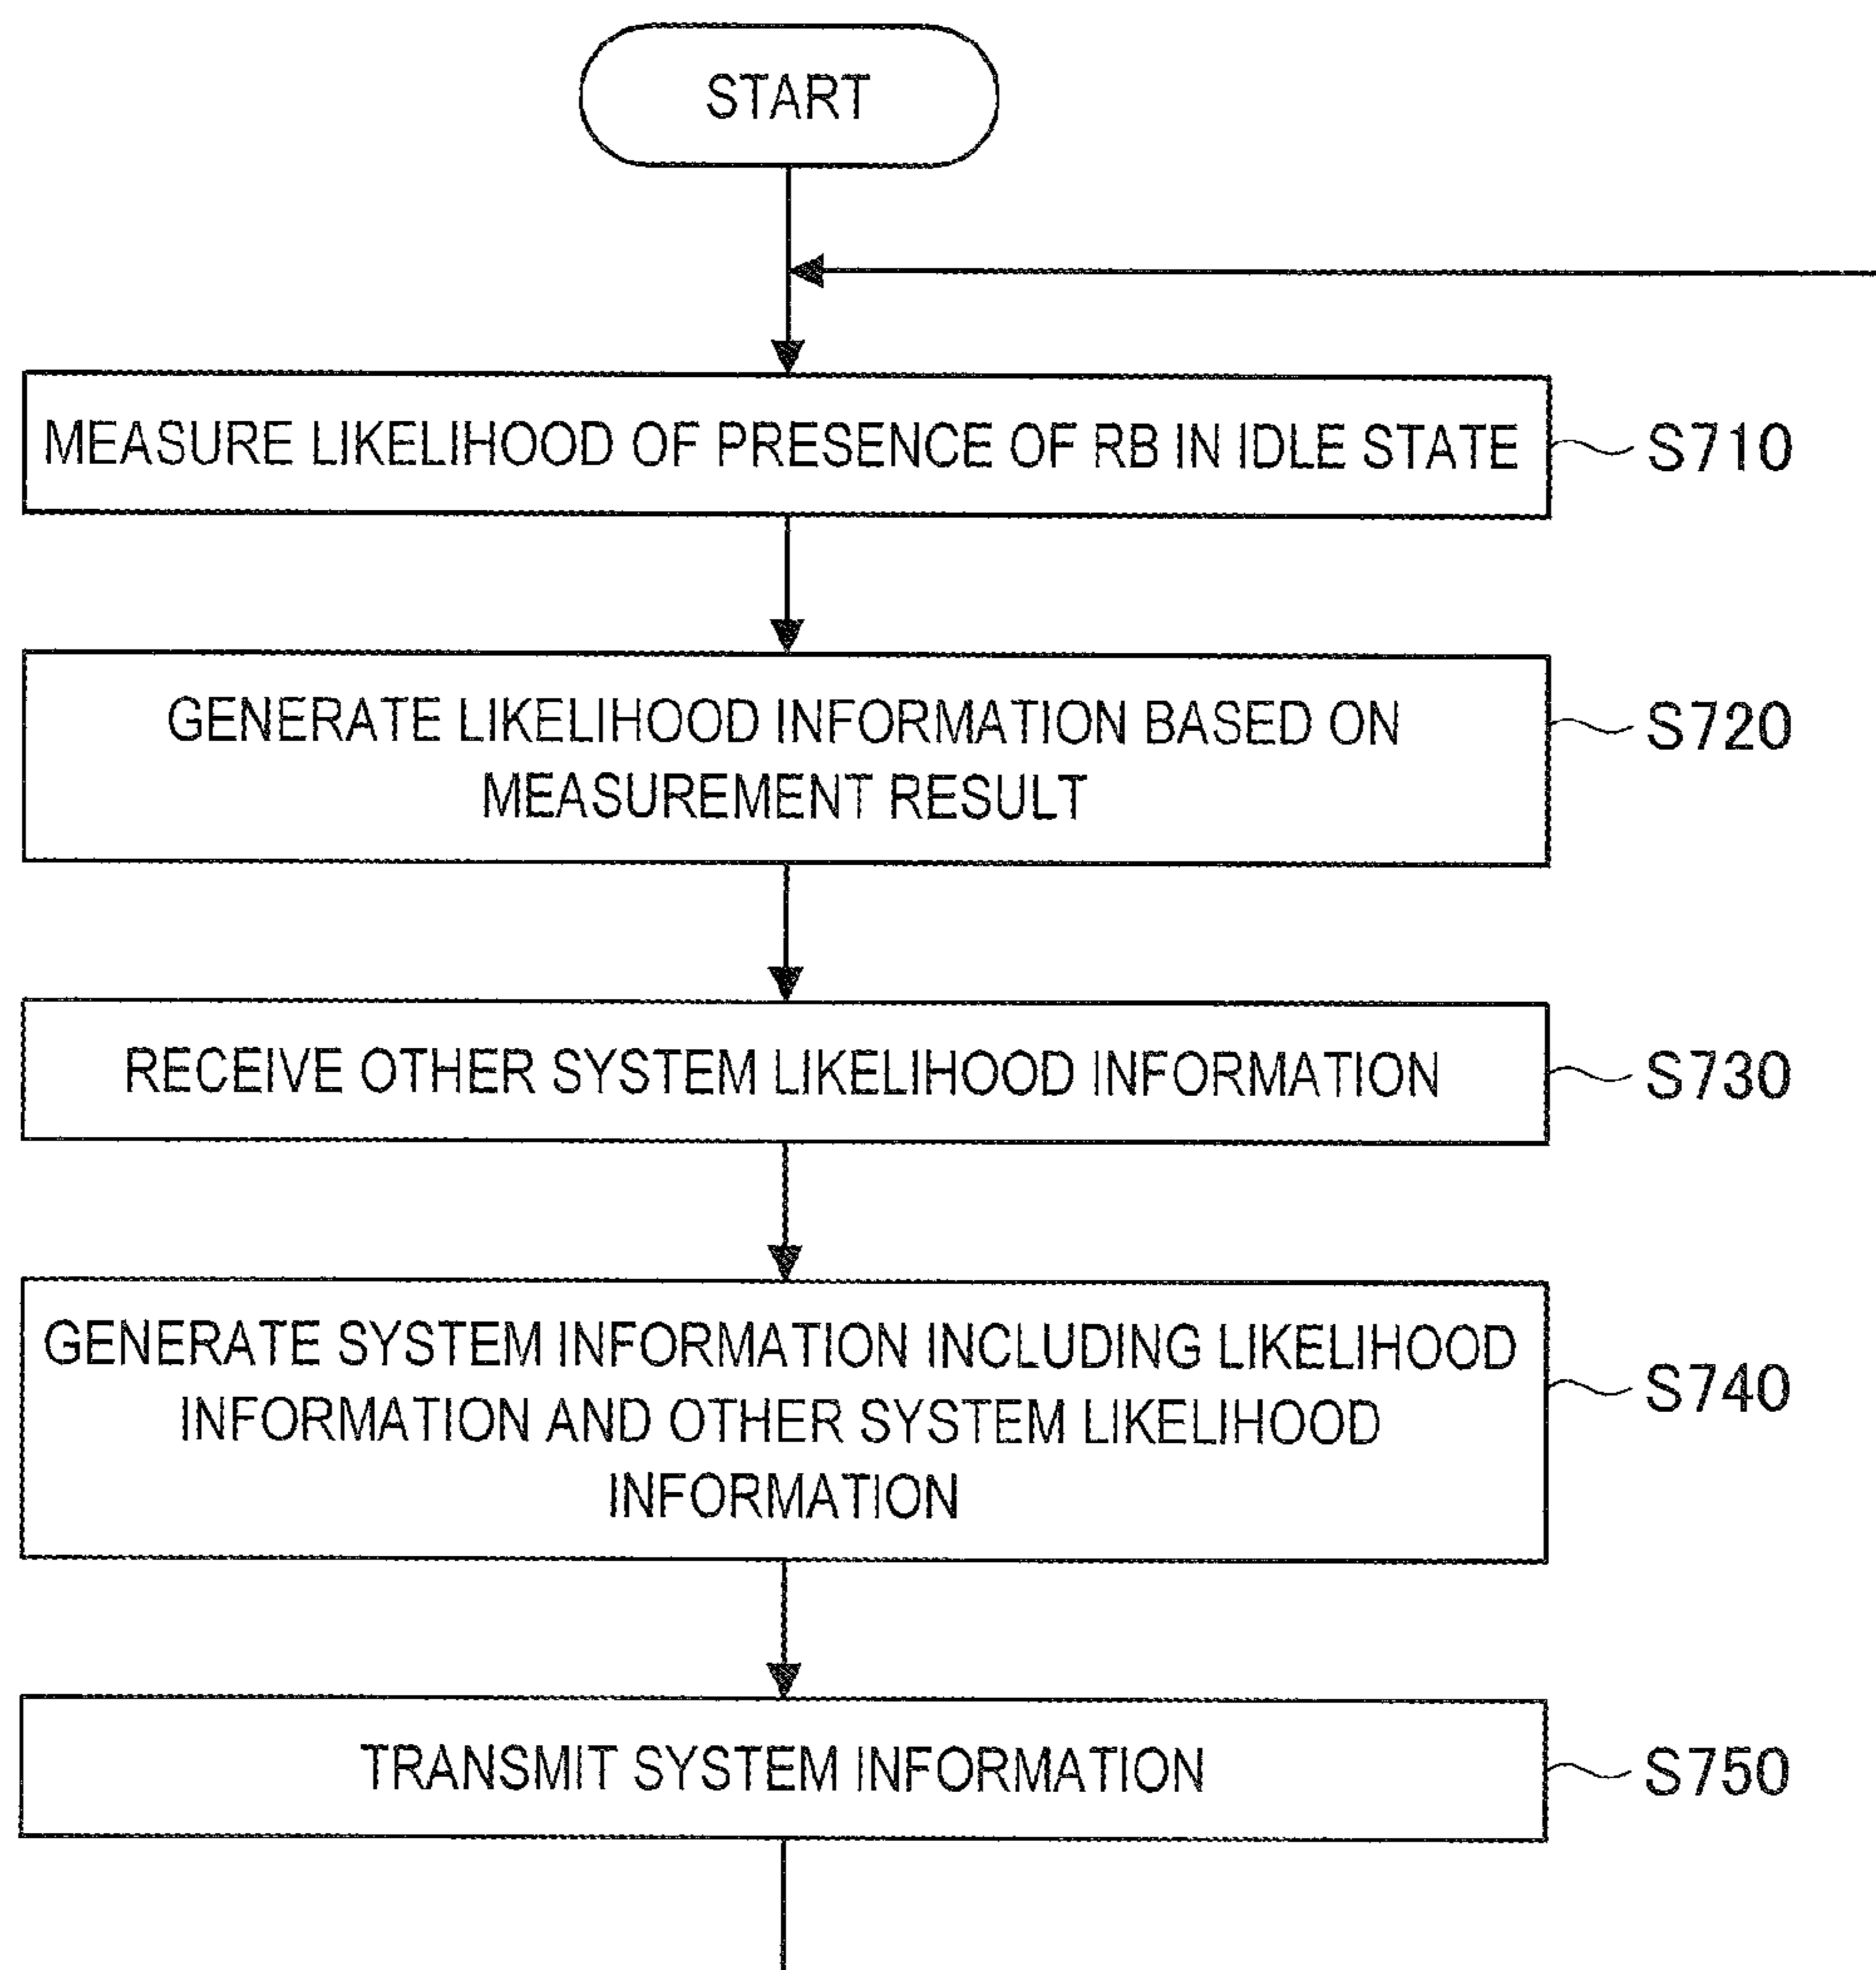 START
MEASURE LIKELIHOOD OF PRESENCE OF RB IN IDLE STATE
S710
GENERATE LIKELIHOOD INFORMATION BASED ON
MEASUREMENT RESULT
S720
RECEIVE OTHER SYSTEM LIKELIHOOD INFORMATION
S730
GENERATE SYSTEM INFORMATION INCLUDING LIKELIHOOD
INFORMATION AND OTHER SYSTEM LIKELIHOOD
INFORMATION
S740
TRANSMIT SYSTEM INFORMATION
S750